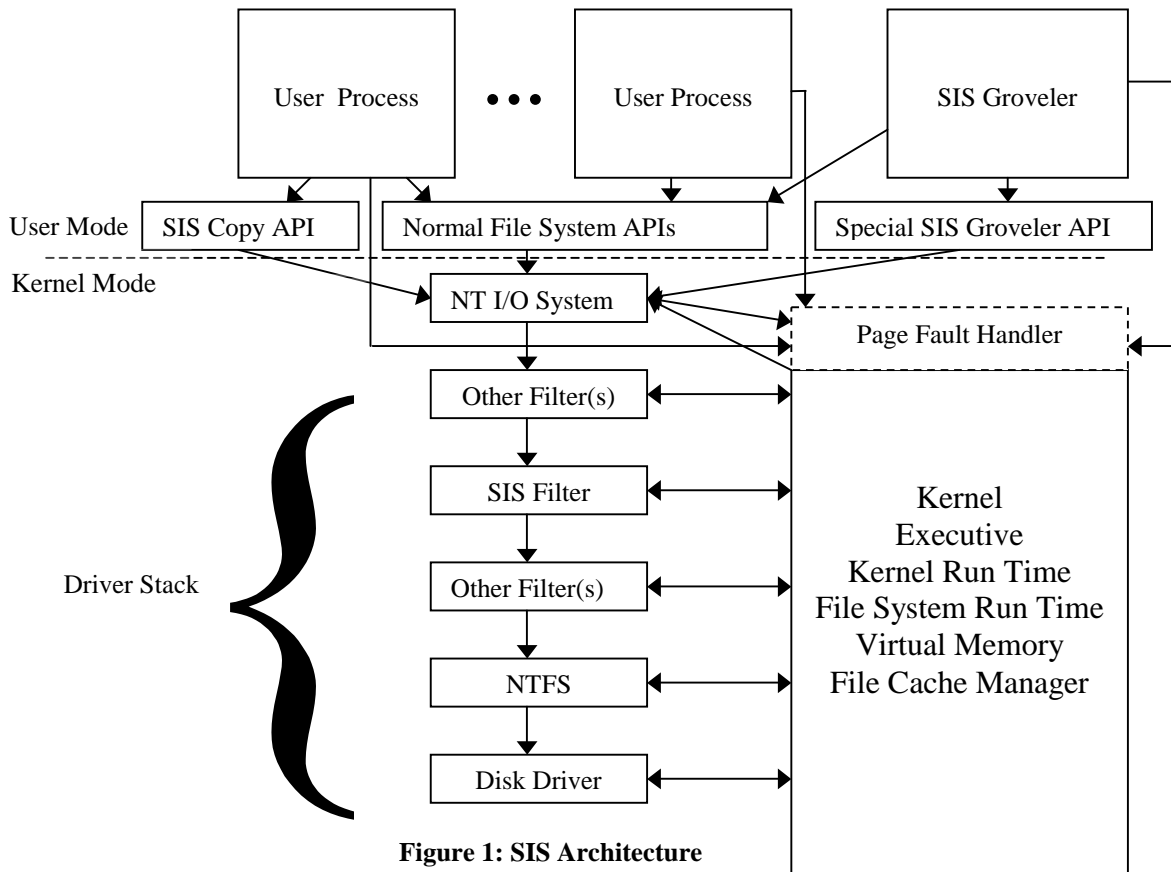 User Process
• • •
User Process
SIS Groveler
User Mode
SIS Copy API
Normal File System APIs
Special SIS Groveler API
Kernel Mode
NT I/O System
Page Fault Handler
Other Filter(s)
SIS Filter
Driver Stack
Other Filter(s)
NTFS
Disk Driver
Kernel
Executive
Kernel Run Time
File System Run Time
Virtual Memory
File Cache Manager
Figure 1: SIS Architecture